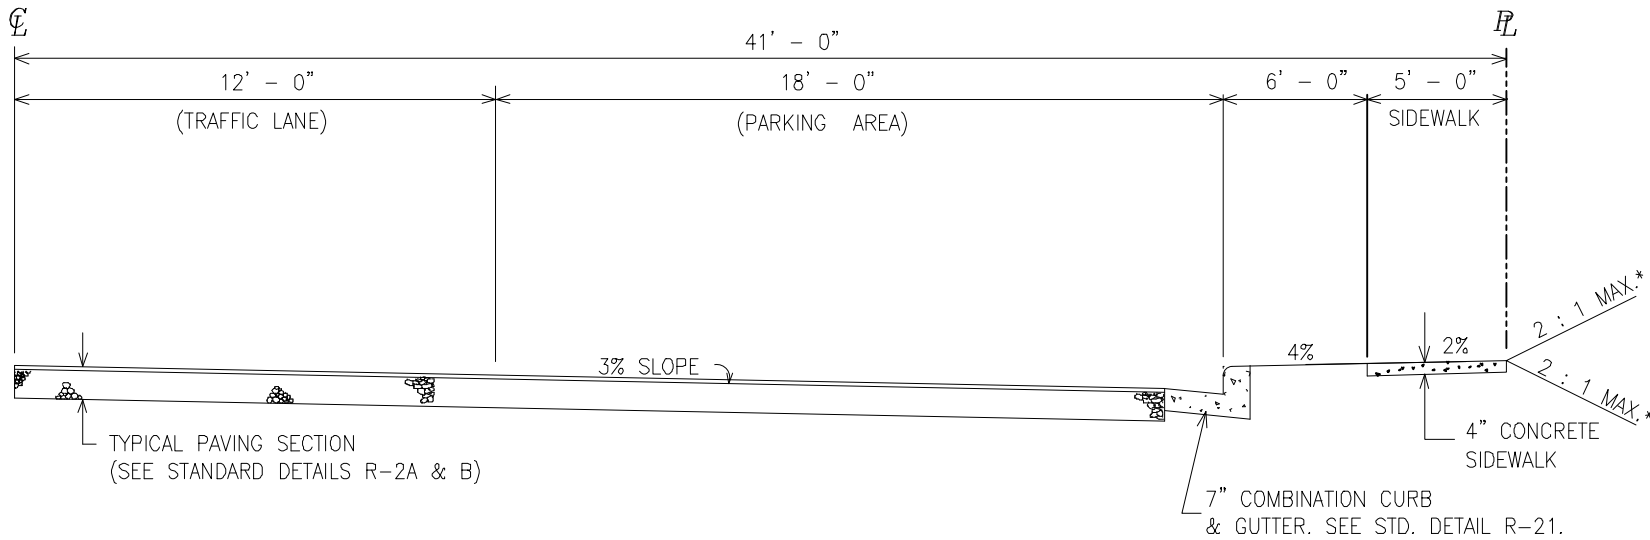 CL
PL
41' - 0"
12' - 0"
18' - 0"
6' - 0"
5' - 0"
(TRAFFIC LANE)
(PARKING AREA)
SIDEWALK
3% SLOPE
4%
2%
2 : 1 MAX.*
2 : 1 MAX.*
TYPICAL PAVING SECTION
(SEE STANDARD DETAILS R-2A & B)
4" CONCRETE
SIDEWALK
7" COMBINATION CURB
& GUTTER. SEE STD. DETAIL R-21.